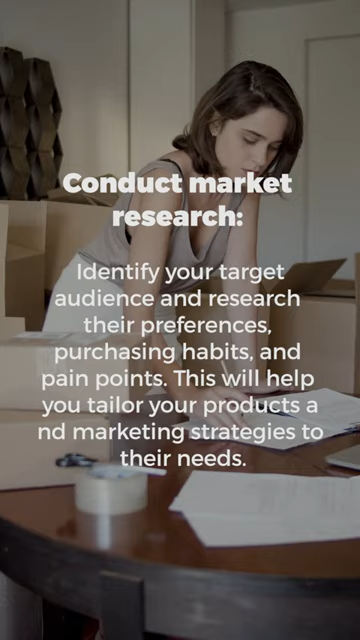 Conduct market
research:
Identify your target
audience and research
their preferences,
purchasing habits, and
pain points. This will help
you tailor your products a
nd marketing strategies to
their needs.